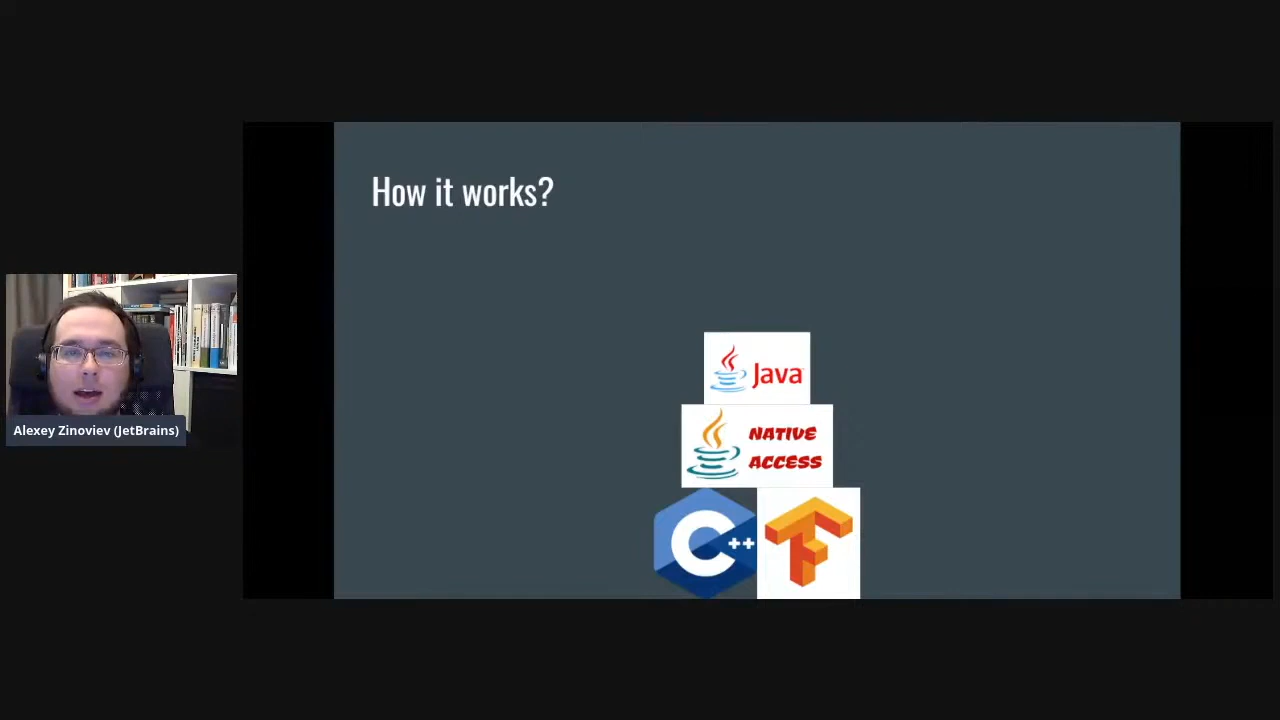 How it works?
Java
NATIVE
ACCESS
C++
Alexey Zinoviev (JetBrains)